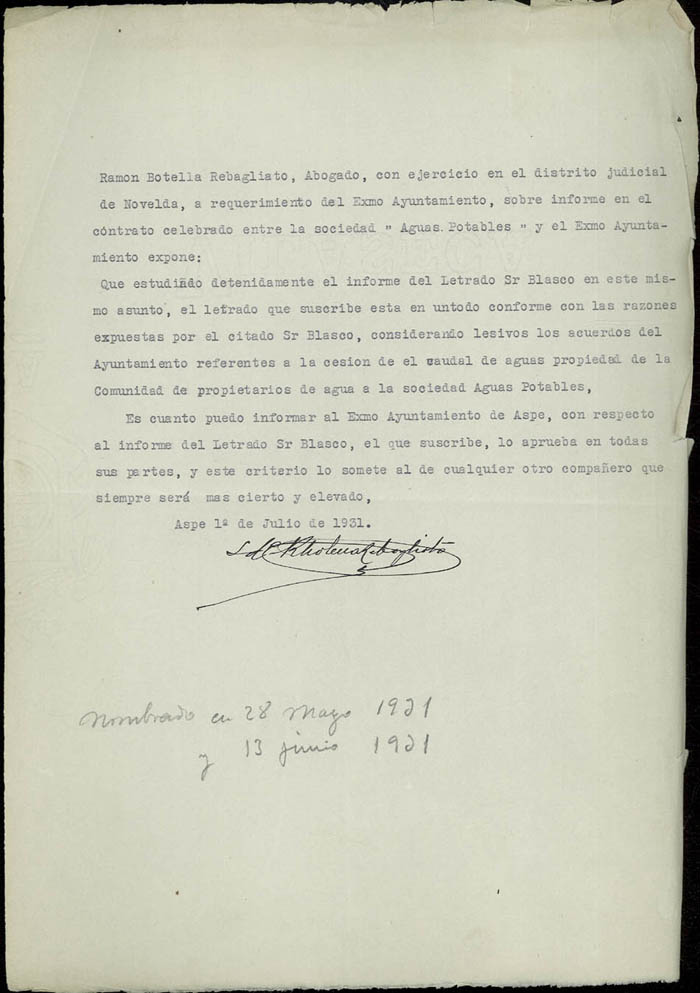 Ramon Botella Rebagliato, Abogado, con ejercicio en el distrito judicial
de Novelda, a requerimiento del Exmo Ayuntamiento, sobre informe en el
cóntrato celebrado entre la sociedad " Aguas Potables " y el Exmo Ayunta-
miento expone:
Que estudiado detenidamente el informe del Letrado Sr Blasco en este mis-
mo asunto, el letrado que suscribe esta en untodo conforme con las razones
expuestas por el citado Sr Blasco, considerando lesivos los acuerdos del
Ayuntamiento referentes a la cesion de el caudal de aguas propiedad de la
Comunidad de propietarios de agua a la sociedad Aguas Potables,
Es cuanto puedo informar al Exmo Ayuntamiento de Aspe, con respecto
al informe del Letrado Sr Blasco, el que suscribe, lo aprueba en todas
sus partes, y este criterio lo somete al de cualquier otro compañero que
siempre será mas cierto y elevado,
Aspe 1ª de Julio de 1931.
Nombrado en 28 Mayo 1931
y 13 junio 1931